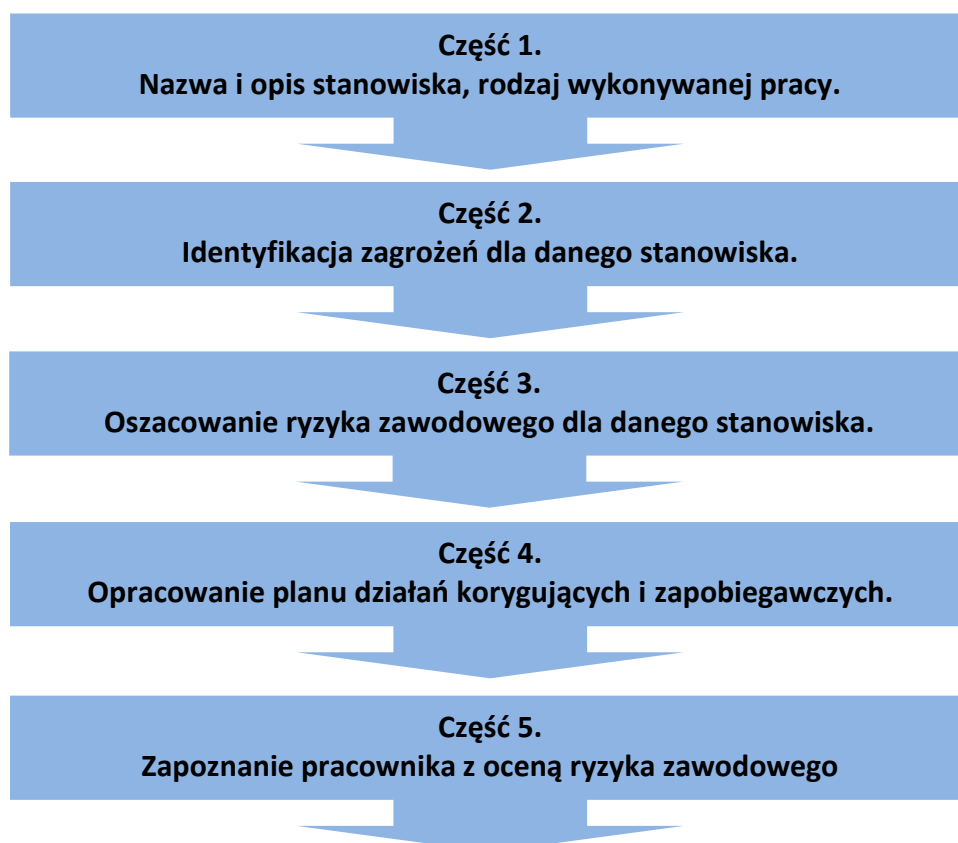 Część 1.
Nazwa i opis stanowiska, rodzaj wykonywanej pracy.
Część 2.
Identyfikacja zagrożeń dla danego stanowiska.
Część 3.
Oszacowanie ryzyka zawodowego dla danego stanowiska.
Część 4.
Opracowanie planu działań korygujących i zapobiegawczych.
Część 5.
Zapoznanie pracownika z oceną ryzyka zawodowego